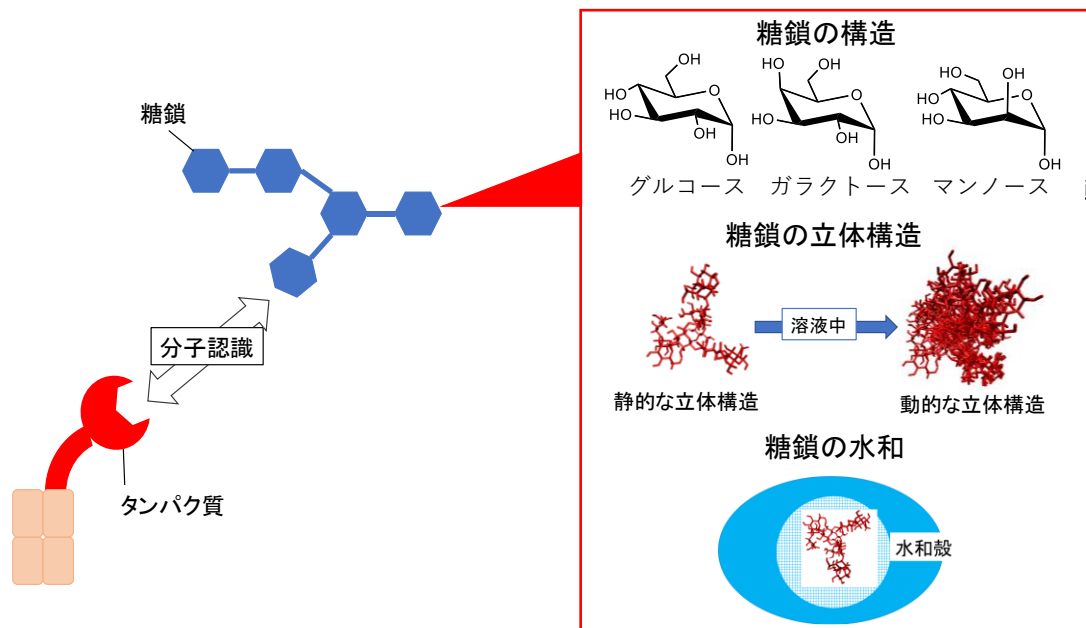 糖鎖
分子認識
タンパク質
糖鎖の構造
OH
O
HO
HO
OH
OH
グルコース
OH
OH
O
HO
OH
OH
ガラクトース
HO
OH
O
HO
HO
OH
マンノース
糖鎖の立体構造
溶液中
静的な立体構造
動的な立体構造
糖鎖の水和
水和殻